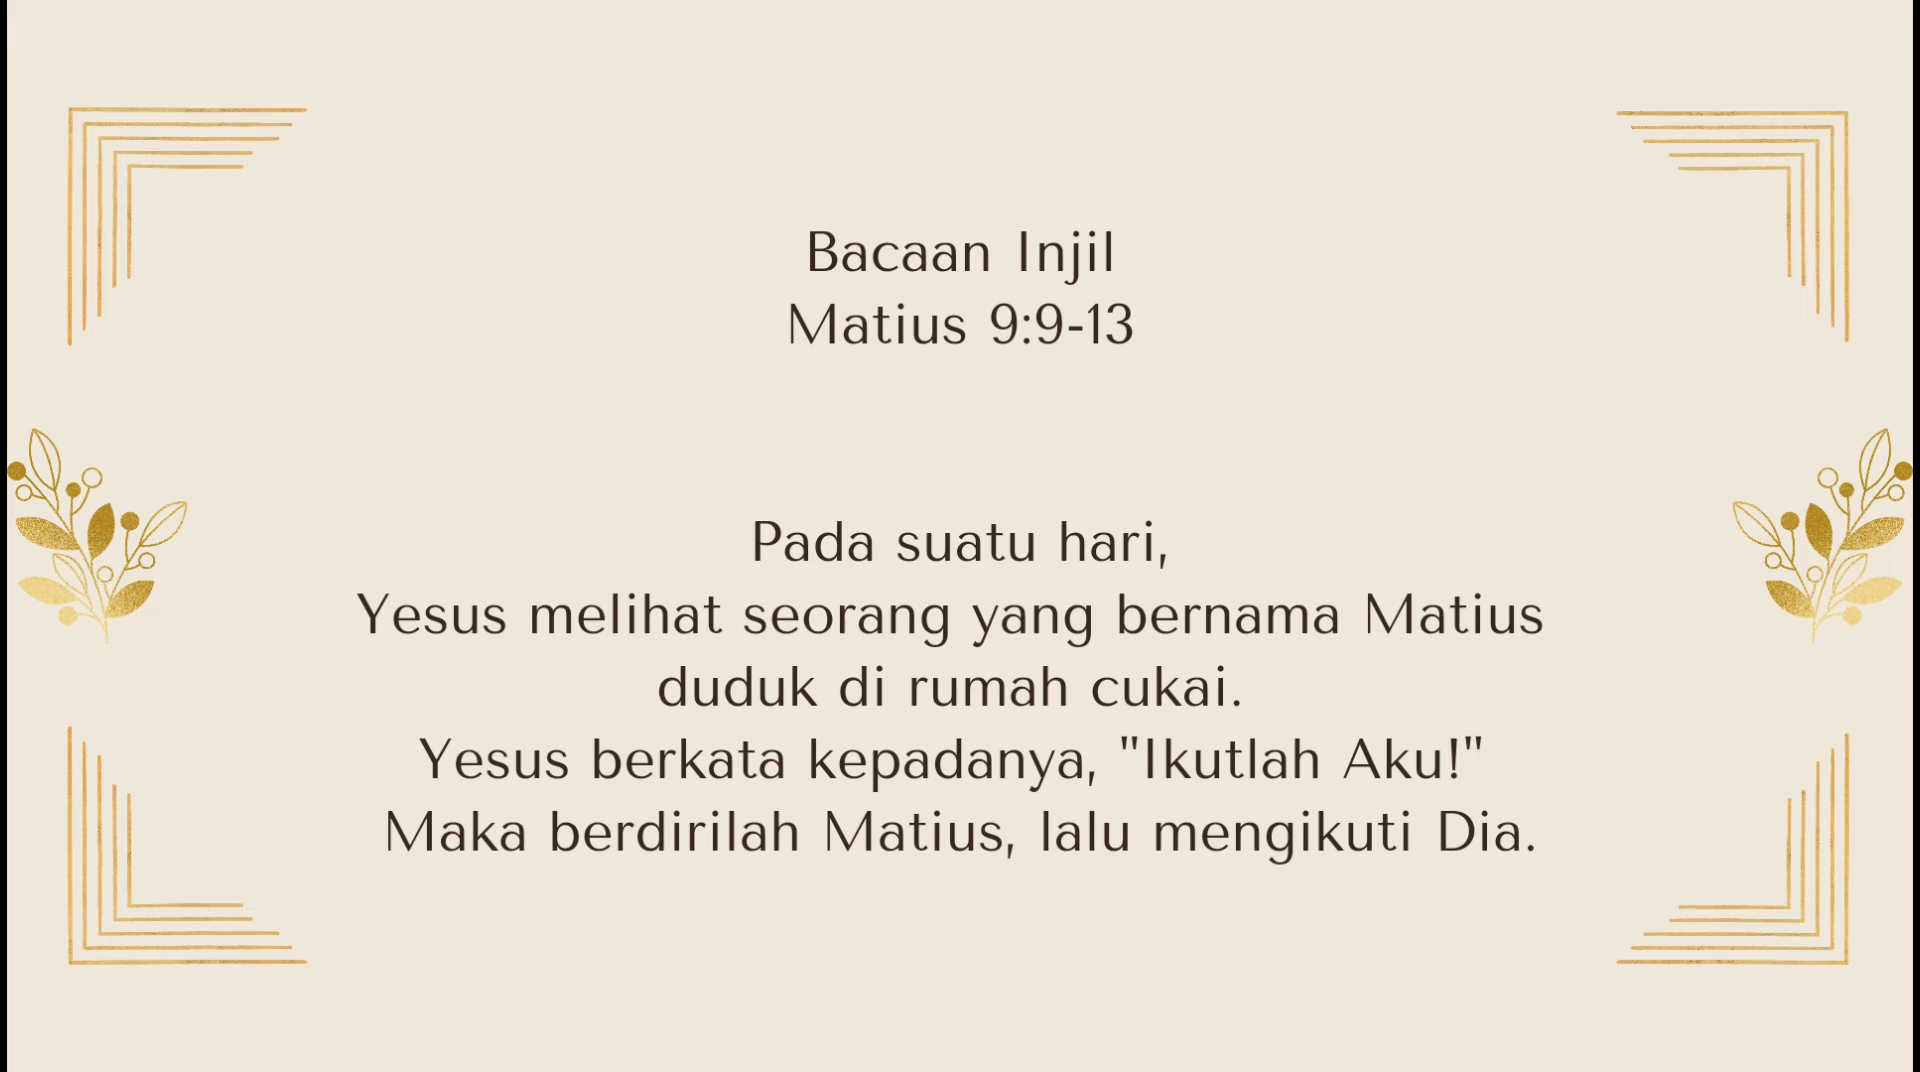 Bacaan Injil
Matius 9:9-13
Pada suatu hari,
Yesus melihat seorang yang bernama Matius
duduk di rumah cukai.
Yesus berkata kepadanya, "Ikutlah Aku!"
Maka berdirilah Matius, lalu mengikuti Dia.